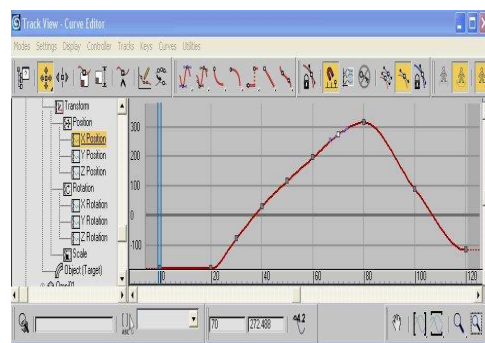 Track View - Curve Editor
Modes Settings Display Controller Tracks Keys Curves Utilities
Transform
Position
X Position
Y Position
Z Position
Rotation
X Rotation
Y Rotation
Z Rotation
Scale
Object (Target)
300
200
100
0
-100
0 20 40 60 80 100 120
70 272.488